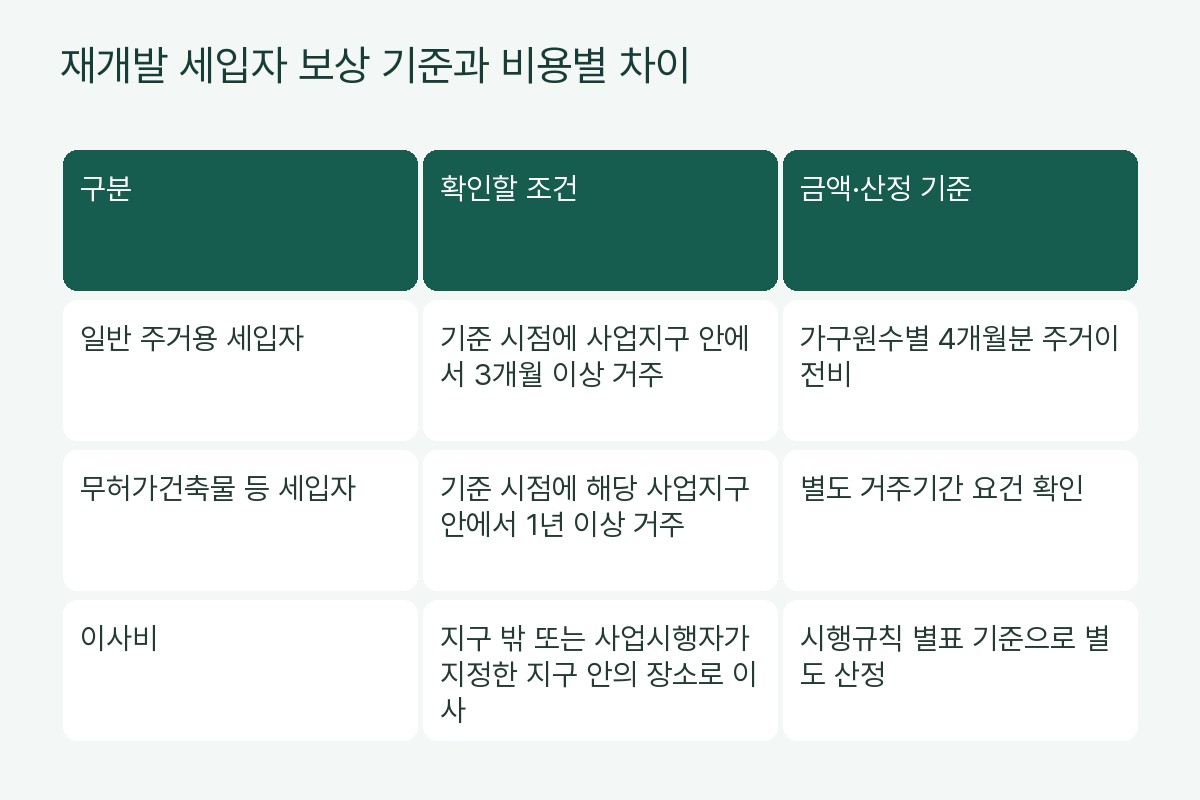 재개발 세입자 보상 기준과 비용별 차이
구분
확인할 조건
금액·산정 기준
일반 주거용 세입자
기준 시점에 사업지구 안에
서 3개월 이상 거주
가구원수별 4개월분 주거이
전비
무허가건축물 등 세입자
기준 시점에 해당 사업지구
안에서 1년 이상 거주
별도 거주기간 요건 확인
이사비
지구 밖 또는 사업시행자가
지정한 지구 안의 장소로 이
사
시행규칙 별표 기준으로 별
도 산정